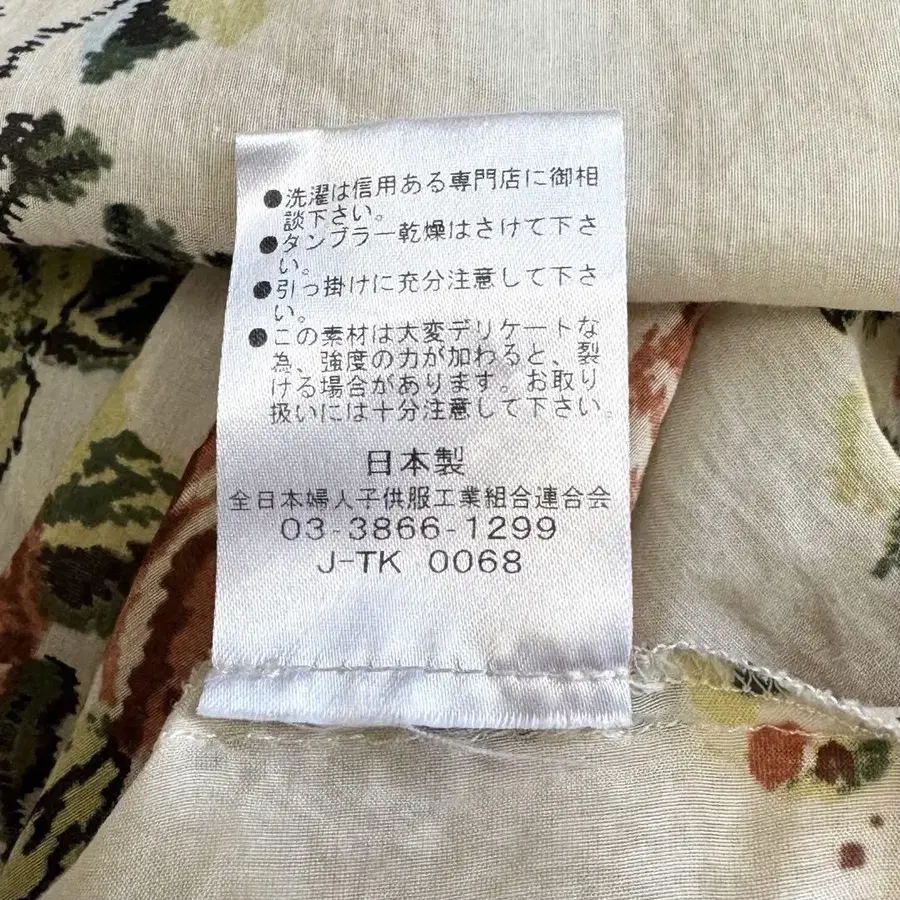 ●洗濯は信用ある専門店に御相
談下さい。
●タンブラー乾燥はさけて下さ
い。
●引っ掛けに充分注意して下さ
い。
●この素材は大変デリケートな
為、強度の力が加わると、裂
ける場合があります。お取り
扱いには十分注意して下さい。
日本製
全日本婦人子供服工業組合連合会
03-3866-1299
J-TK 0068